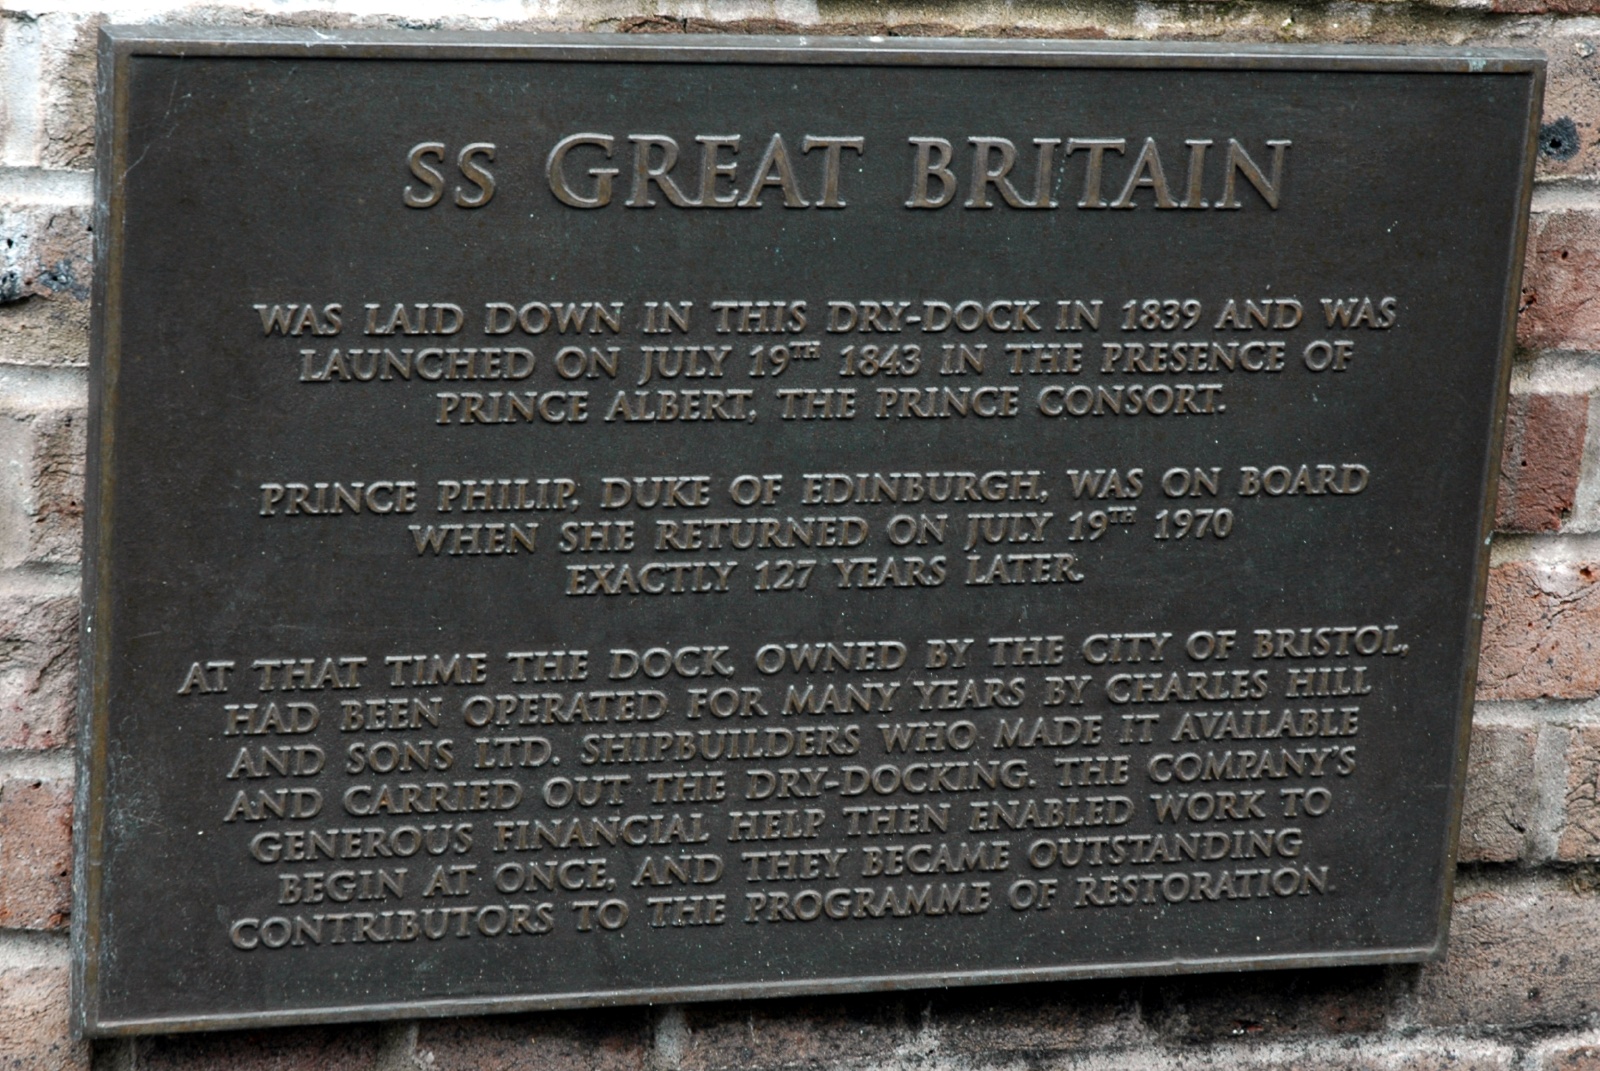 SS GREAT BRITAIN
WAS LAID DOWN IN THIS DRY-DOCK IN 1839 AND WAS
LAUNCHED ON JULY 19TH 1843 IN THE PRESENCE OF
PRINCE ALBERT, THE PRINCE CONSORT.
PRINCE PHILIP, DUKE OF EDINBURGH, WAS ON BOARD
WHEN SHE RETURNED ON JULY 19TH 1970
EXACTLY 127 YEARS LATER.
AT THAT TIME THE DOCK, OWNED BY THE CITY OF BRISTOL,
HAD BEEN OPERATED FOR MANY YEARS BY CHARLES HILL
AND SONS LTD. SHIPBUILDERS WHO MADE IT AVAILABLE
AND CARRIED OUT THE DRY-DOCKING. THE COMPANY'S
GENEROUS FINANCIAL HELP THEN ENABLED WORK TO
BEGIN AT ONCE, AND THEY BECAME OUTSTANDING
CONTRIBUTORS TO THE PROGRAMME OF RESTORATION.